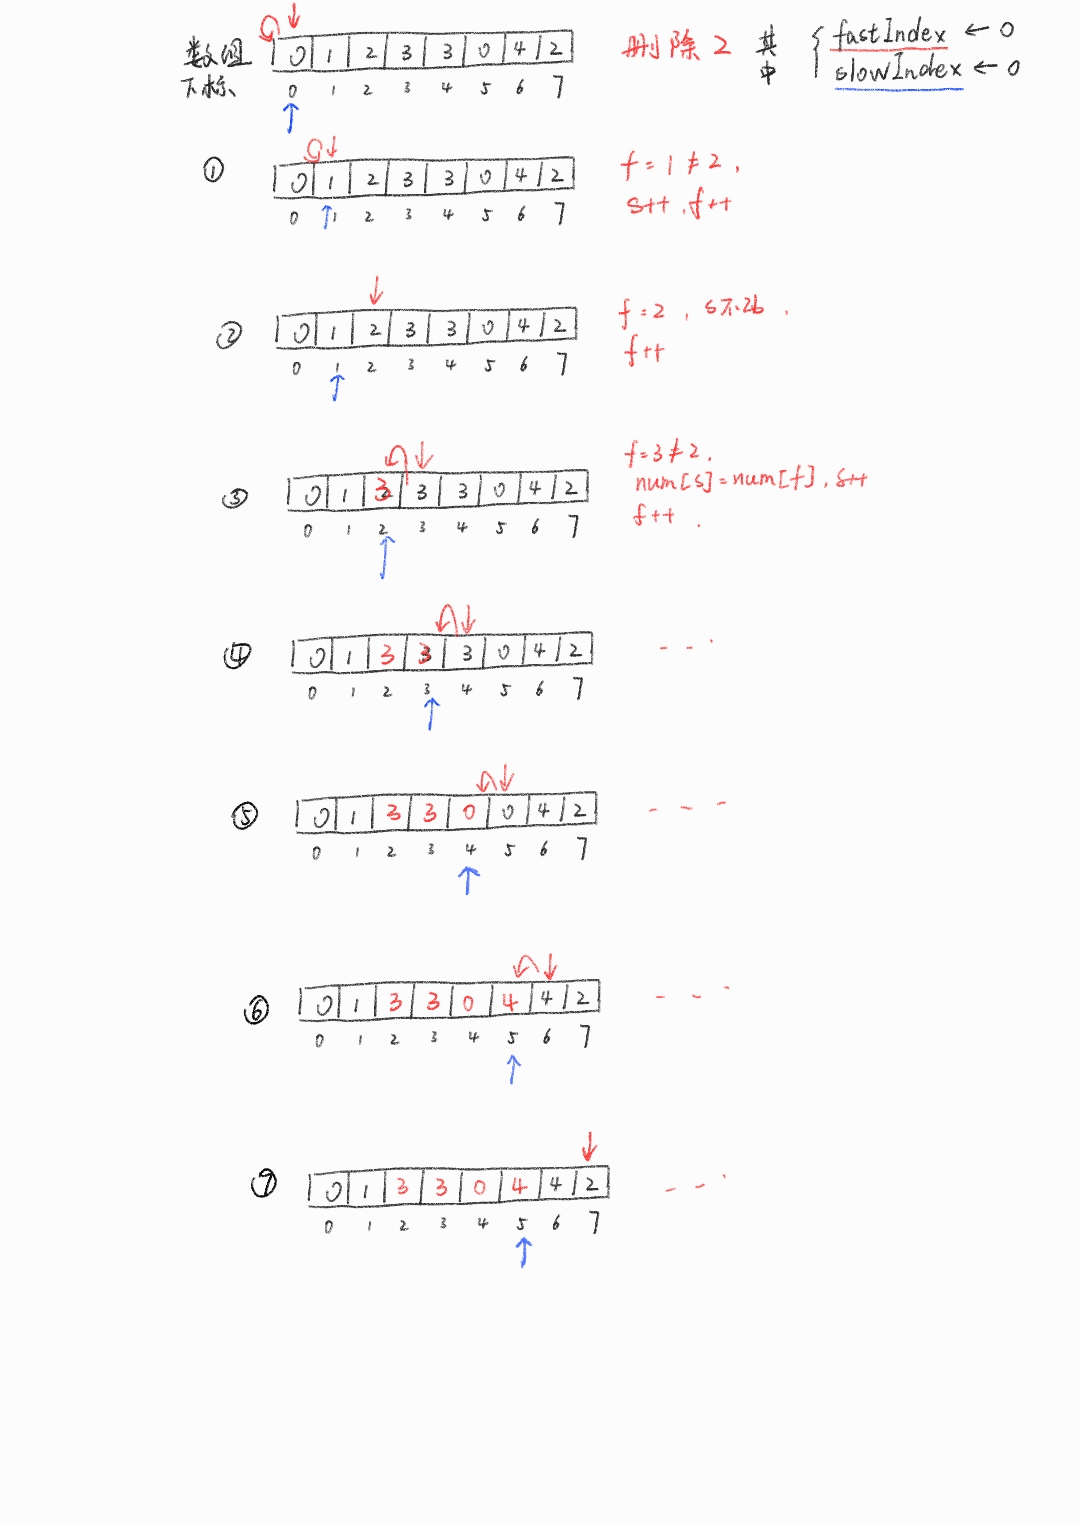 数组 0 1 2 3 3 0 4 2 删除 2 其中 fastIndex ← 0
下标、 0 1 2 3 4 5 6 7 slowIndex ← 0
① 0 1 2 3 3 0 4 2 f = 1 ≠ 2 ,
0 1 2 3 4 5 6 7 s++ , f++
② 0 1 2 3 3 0 4 2 f = 2 , s不动 .
0 1 2 3 4 5 6 7 f++
f=3≠2 .
③ 0 1 3 3 3 0 4 2 num[s]=num[f] , s++
0 1 2 3 4 5 6 7 f++ .
④ 0 1 3 3 3 0 4 2 - - ·
0 1 2 3 4 5 6 7
⑤ 0 1 3 3 0 0 4 2 - - -
0 1 2 3 4 5 6 7
⑥ 0 1 3 3 0 4 4 2 - - -
0 1 2 3 4 5 6 7
⑦ 0 1 3 3 0 4 4 2 - - ·
0 1 2 3 4 5 6 7